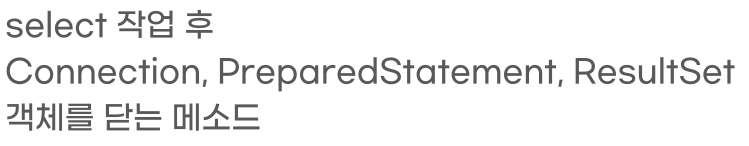 select 작업 후
Connection, PreparedStatement, ResultSet
객체를 닫는 메소드